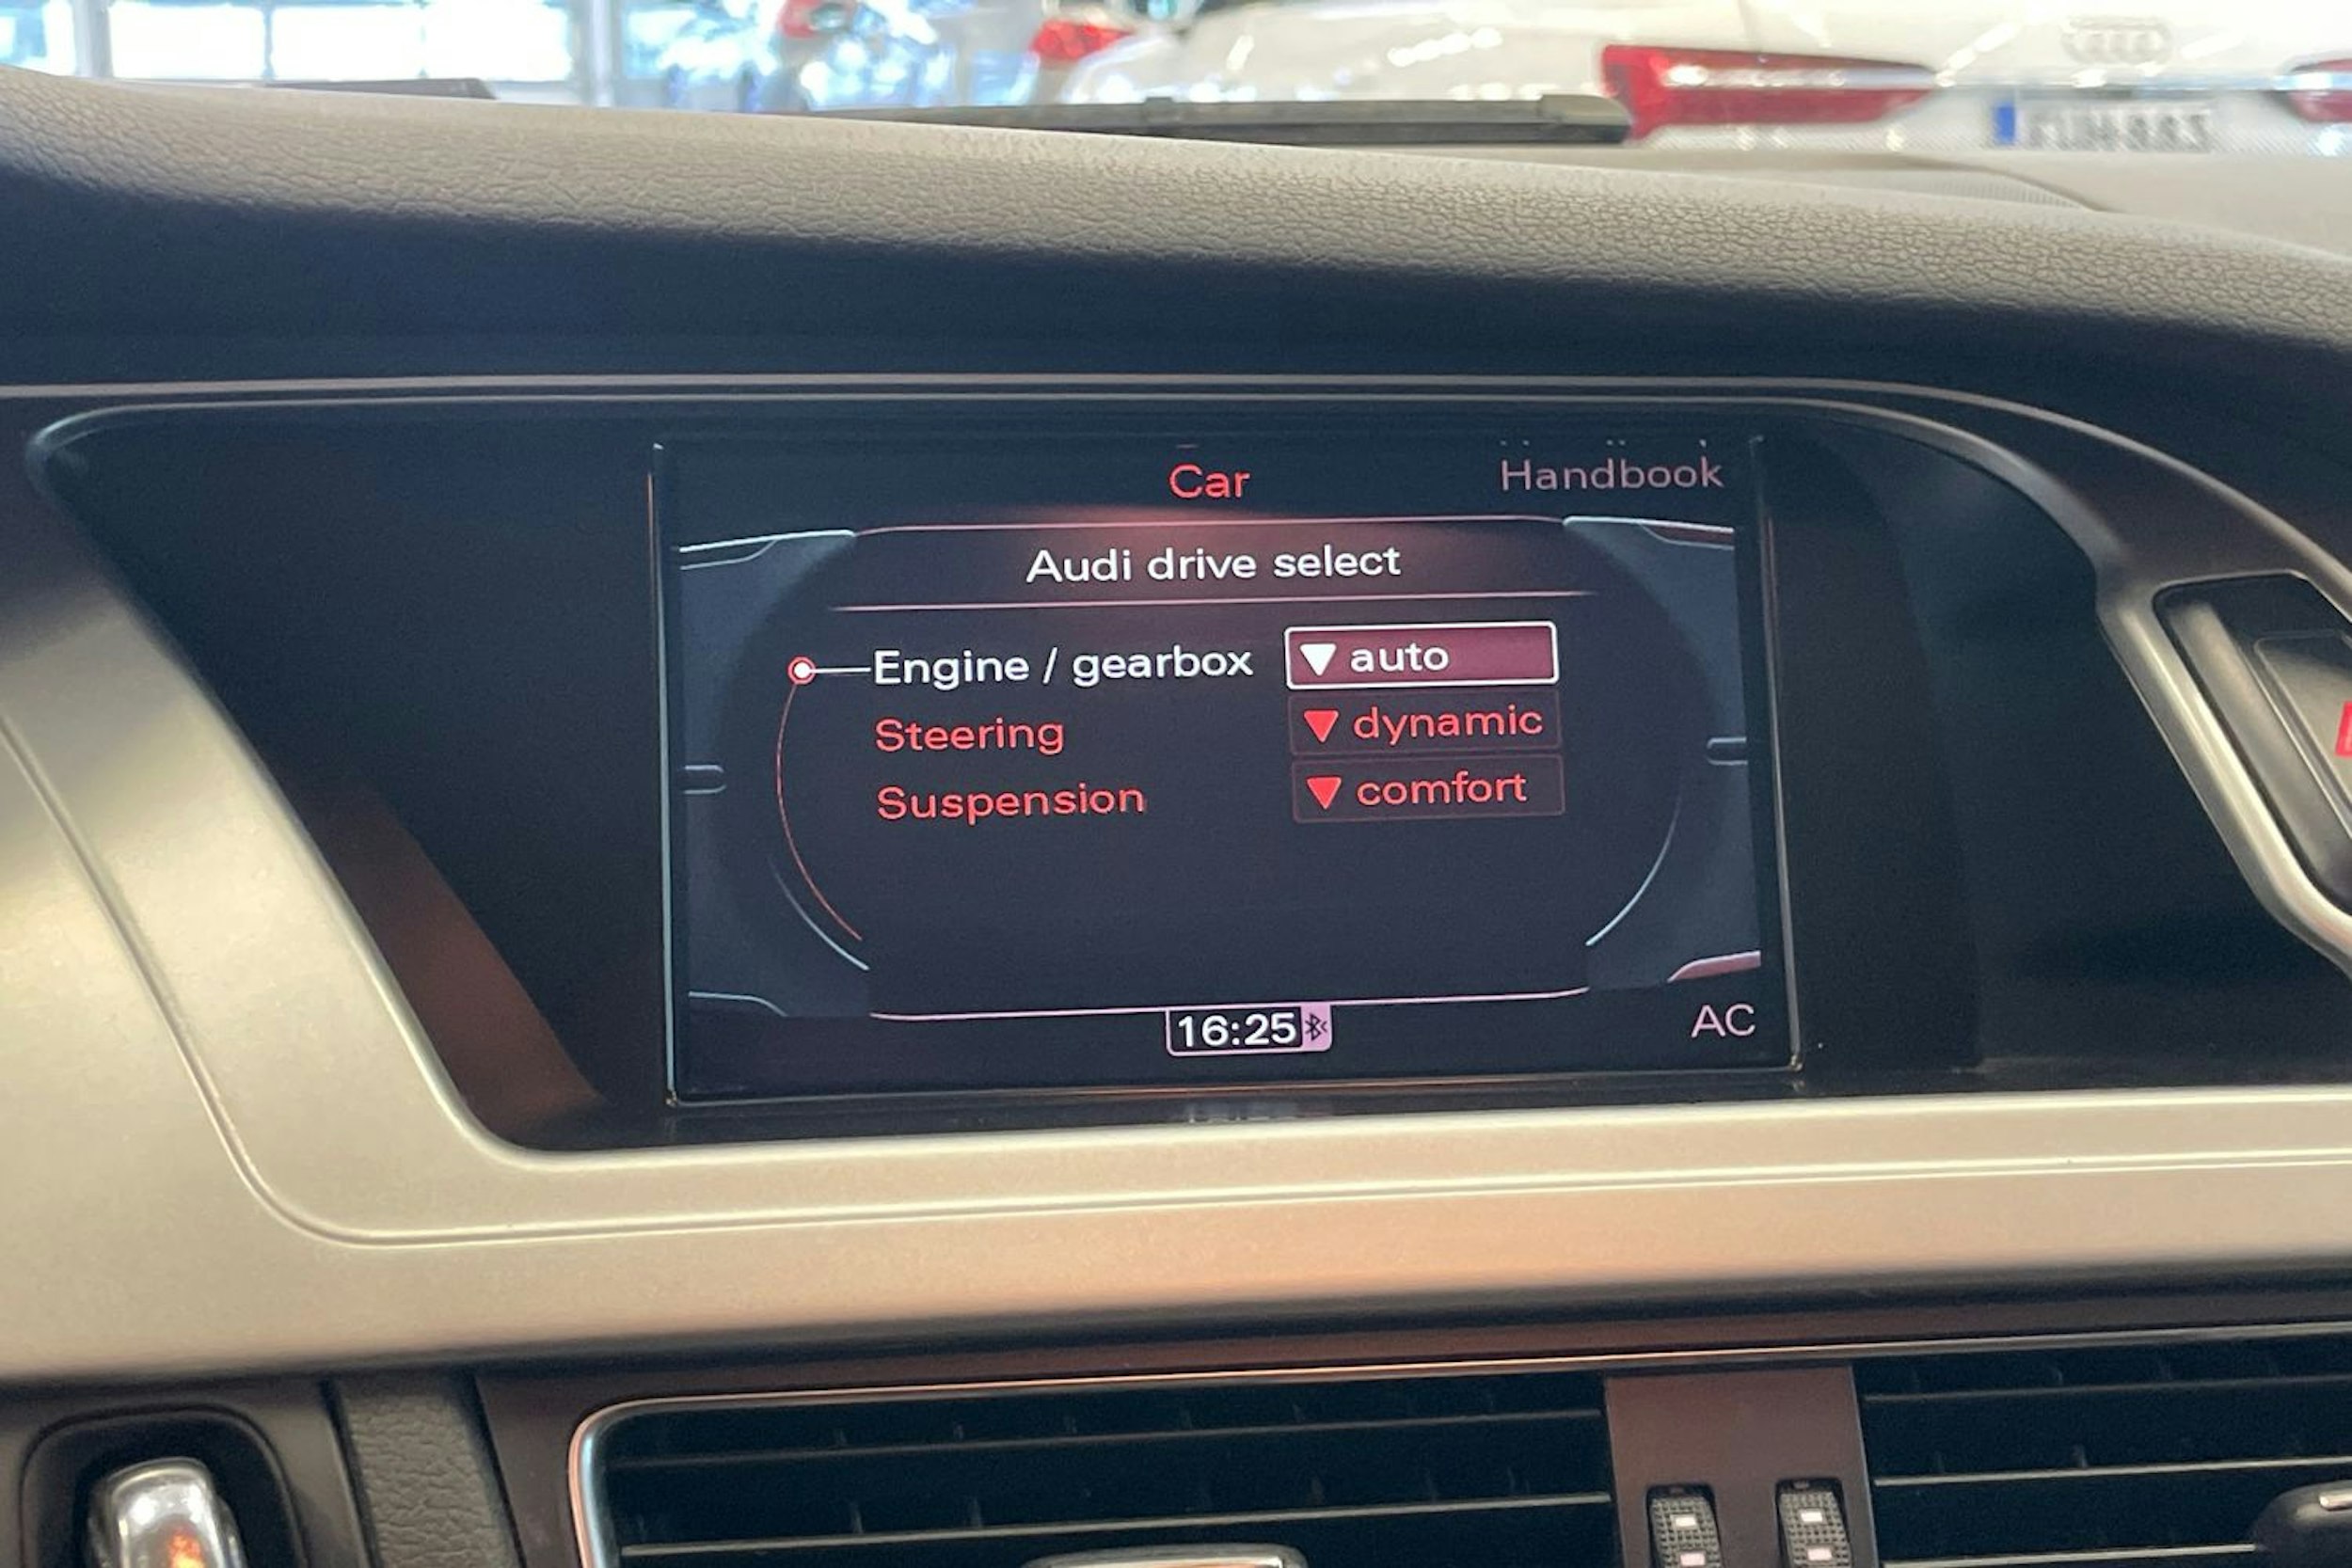 Car
Handbook
Audi drive select
Engine / gearbox ▼ auto
Steering ▼ dynamic
Suspension ▼ comfort
16:25
AC